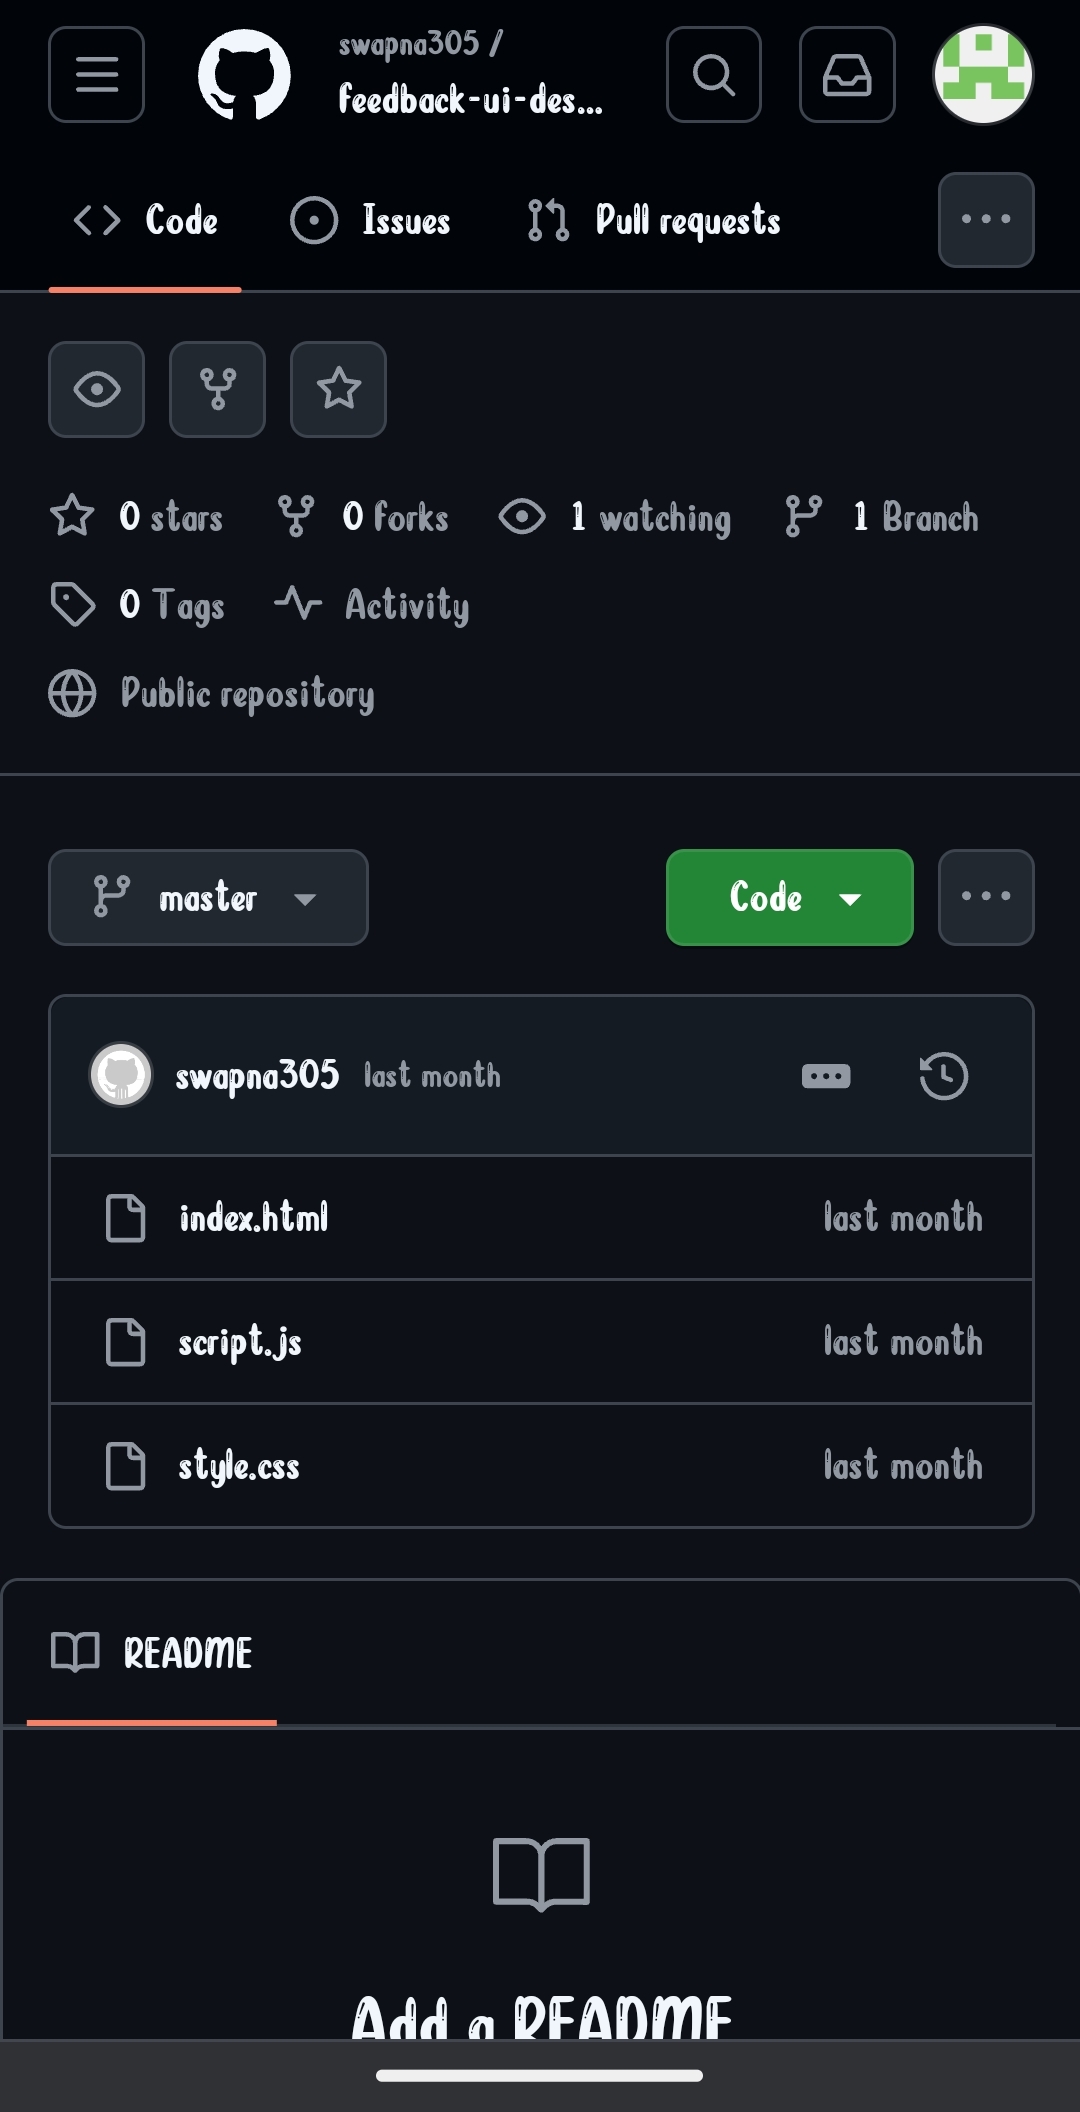 swapna305 /
feedback-ui-des...
Code Issues Pull requests
0 stars 0 forks 1 watching 1 Branch
0 Tags Activity
Public repository
master Code
swapna305 last month
index.html last month
script.js last month
style.css last month
README
Add a README